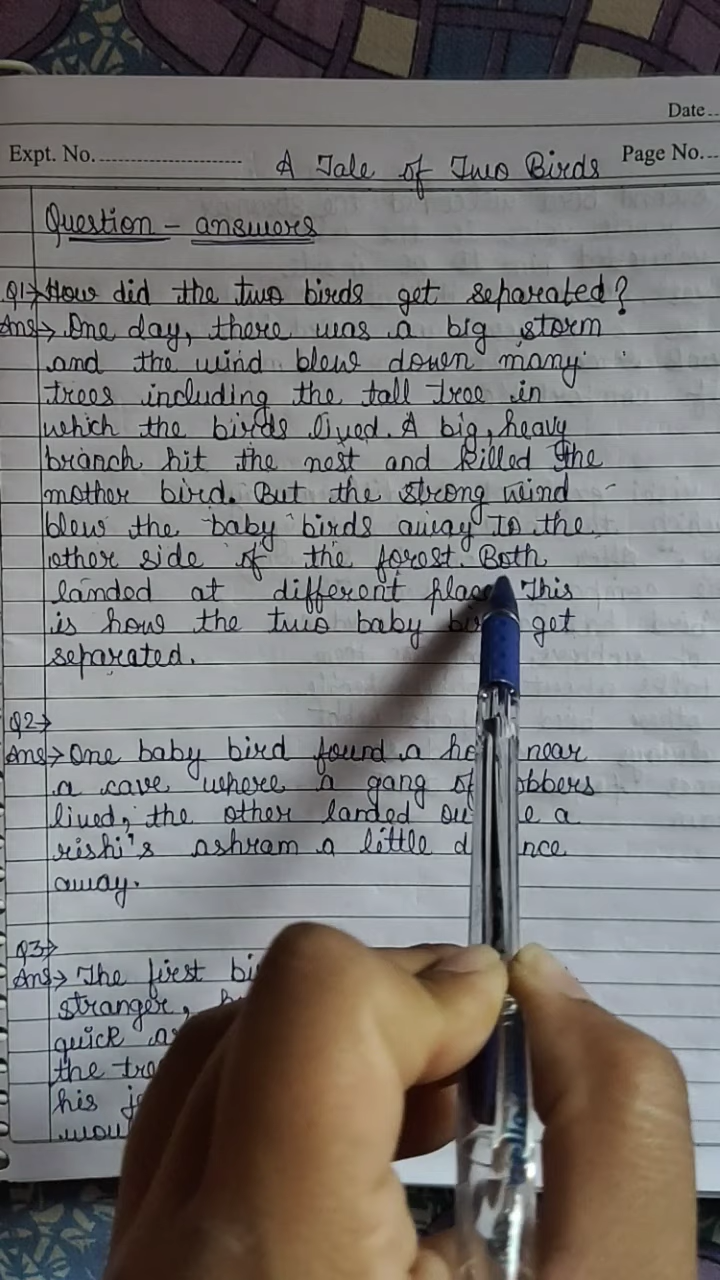 Date..
Expt. No. A Tale of Two Birds Page No...
Question - answors
Q1→ How did the two birds get separated?
Ans→ One day, there was a big storm
and the wind blew down many
trees including the tall tree in
which the birds lived. A big, heavy
branch hit the nest and killed the
mother bird. But the strong wind
blew the baby birds away to the
other side of the forest. Both
landed at different This
is how the two baby get
separated.
Q2→
Ans→ One baby bird found a near
a cave where a gang of
lived, the other landed a
rishi's ashram a little
away.
Q3→
Ans→ The first
stranger,
quick
the
his